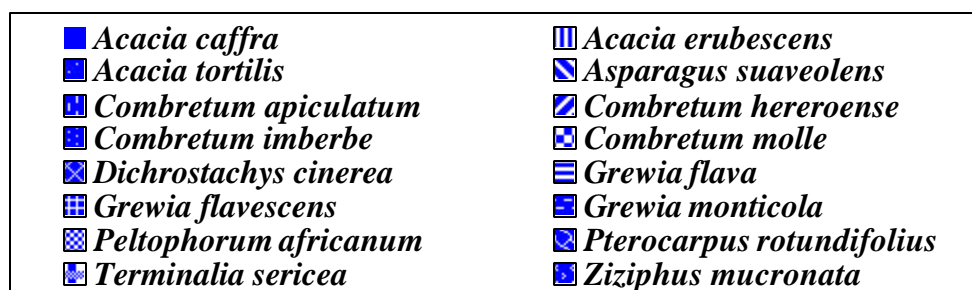 Acacia caffra Acacia erubescens
Acacia tortilis Asparagus suaveolens
Combretum apiculatum Combretum hereroense
Combretum imberbe Combretum molle
Dichrostachys cinerea Grewia flava
Grewia flavescens Grewia monticola
Peltophorum africanum Pterocarpus rotundifolius
Terminalia sericea Ziziphus mucronata